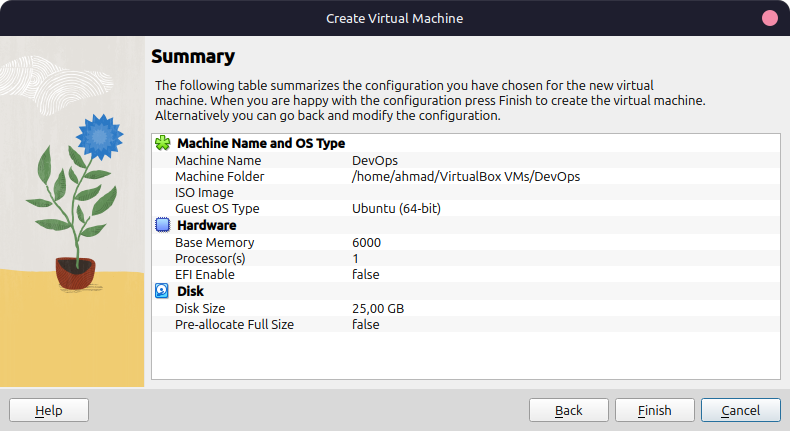 Create Virtual Machine
Summary
The following table summarizes the configuration you have chosen for the new virtual
machine. When you are happy with the configuration press Finish to create the virtual machine.
Alternatively you can go back and modify the configuration.
Machine Name and OS Type
Machine Name DevOps
Machine Folder /home/ahmad/VirtualBox VMs/DevOps
ISO Image
Guest OS Type Ubuntu (64-bit)
Hardware
Base Memory 6000
Processor(s) 1
EFI Enable false
Disk
Disk Size 25,00 GB
Pre-allocate Full Size false
Help Back Finish Cancel